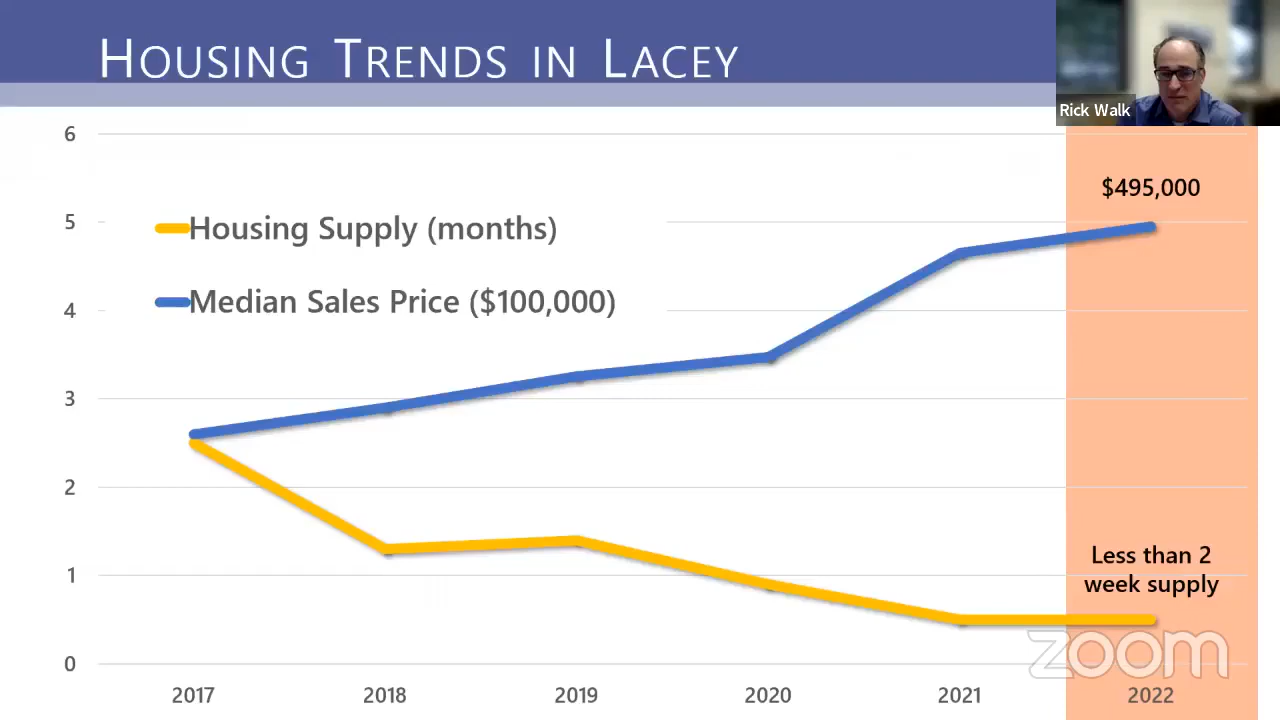 HOUSING TRENDS IN LACEY
Rick Walk
6
5
4
3
2
1
0
Housing Supply (months)
Median Sales Price ($100,000)
$495,000
Less than 2
week supply
zoom
2017 2018 2019 2020 2021 2022